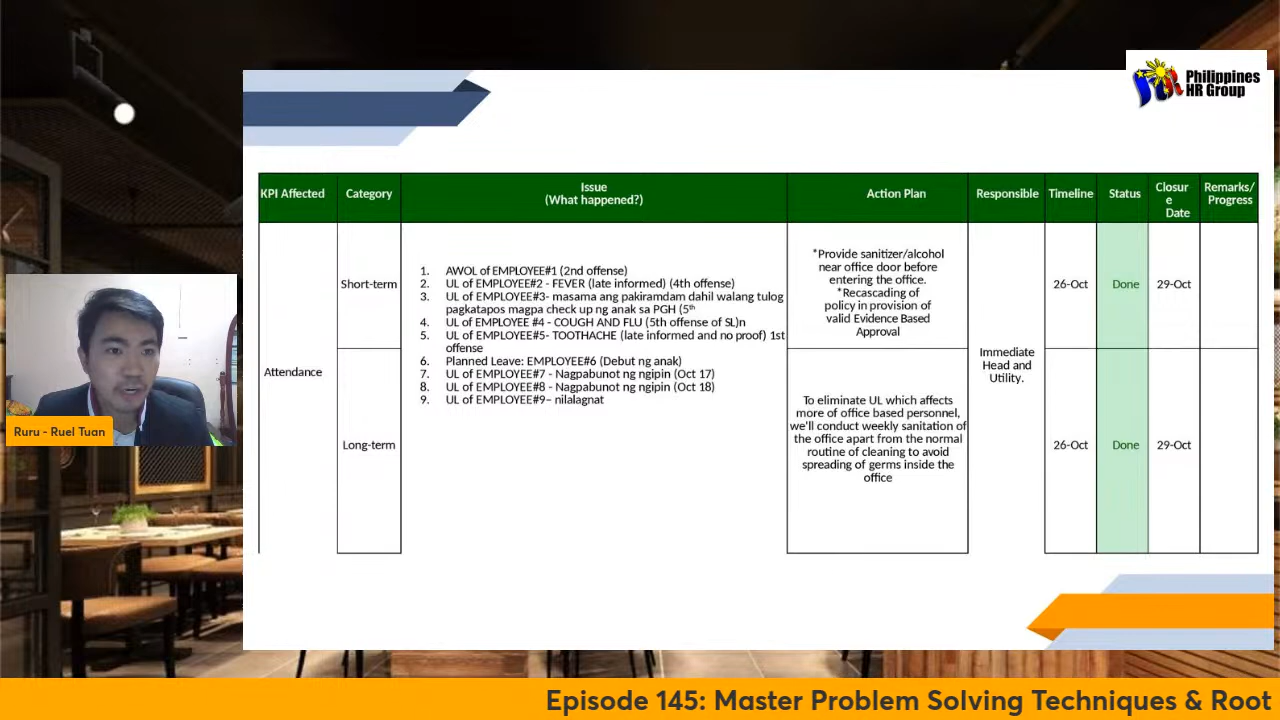 Philippines
HR Group
KPI Affected
Category
Issue
(What happened?)
Action Plan
Responsible
Timeline
Status
Closur
e
Date
Remarks/
Progress
Attendance
Short-term
1. AWOL of EMPLOYEE#1 (2nd offense)
2. UL of EMPLOYEE#2 - FEVER (late informed) (4th offense)
3. UL of EMPLOYEE#3- masama ang pakiramdam dahil walang tulog
pagkatapos magpa check up ng anak sa PGH (5th
4. UL of EMPLOYEE #4 - COUGH AND FLU (5th offense of SL)n
5. UL of EMPLOYEE#5- TOOTHACHE (late informed and no proof) 1st
offense
6. Planned Leave: EMPLOYEE#6 (Debut ng anak)
7. UL of EMPLOYEE#7 - Nagpabunot ng ngipin (Oct 17)
8. UL of EMPLOYEE#8 - Nagpabunot ng ngipin (Oct 18)
9. UL of EMPLOYEE#9– nilalagnat
*Provide sanitizer/alcohol
near office door before
entering the office.
*Recascading of
policy in provision of
valid Evidence Based
Approval
Immediate
Head and
Utility.
26-Oct
Done
29-Oct
Long-term
To eliminate UL which affects
more of office based personnel,
we'll conduct weekly sanitation of
the office apart from the normal
routine of cleaning to avoid
spreading of germs inside the
office
26-Oct
Done
29-Oct
Ruru - Ruel Tuan
Episode 145: Master Problem Solving Techniques & Root